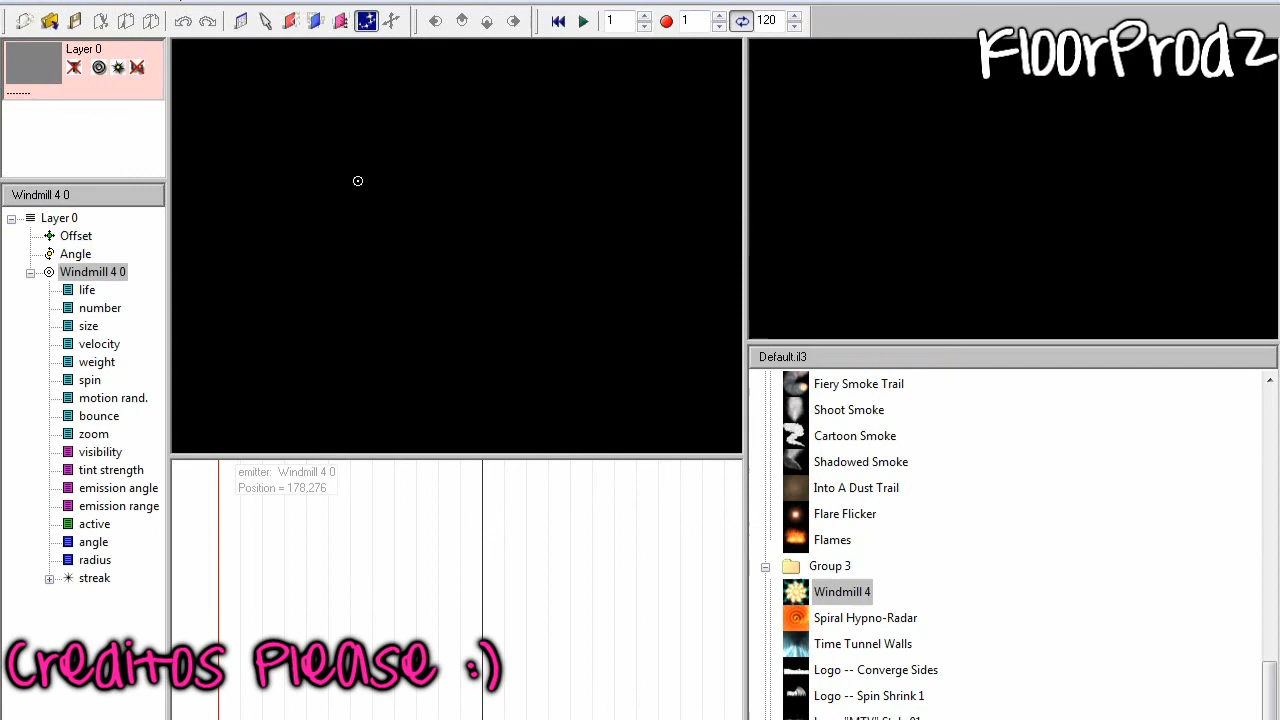 1
1
120
FloorProdz
Layer 0
Windmill 4 0
Layer 0
Offset
Angle
Windmill 4 0
life
number
size
velocity
weight
spin
motion rand.
bounce
zoom
visibility
tint strength
emission angle
emission range
active
angle
radius
streak
emitter: Windmill 4 0
Position = 178,276
Default.il3
Fiery Smoke Trail
Shoot Smoke
Cartoon Smoke
Shadowed Smoke
Into A Dust Trail
Flare Flicker
Flames
Group 3
Windmill 4
Spiral Hypno-Radar
Time Tunnel Walls
Logo -- Converge Sides
Logo -- Spin Shrink 1
Creditos Please :)